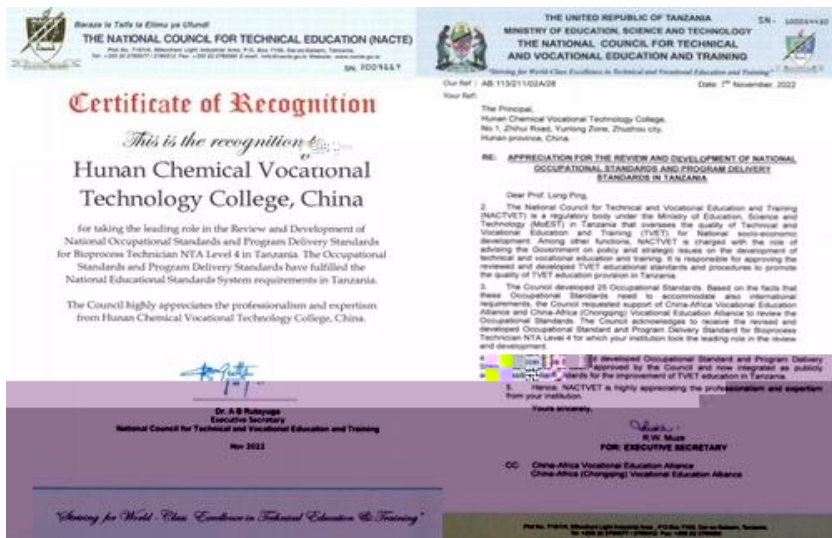 Baraza la Taifa la Elimu ya Ufundi
THE NATIONAL COUNCIL FOR TECHNICAL EDUCATION (NACTE)
Certificate of Recognition
This is the recognition to
Hunan Chemical Vocational
Technology College, China
for taking the leading role in the Review and Development of
National Occupational Standards and Program Delivery Standards
for Bioprocess Technician NTA Level 4 in Tanzania. The Occupational
Standards and Program Delivery Standards have fulfilled the
National Educational Standards System requirements in Tanzania.
The Council highly appreciates the professionalism and expertism
from Hunan Chemical Vocational Technology College, China.
Executive Secretary
National Council for Technical and Vocational Education and Training
Nov 2022
"Striving for World - Class Excellence in Technical Education & Training"
THE UNITED REPUBLIC OF TANZANIA
MINISTRY OF EDUCATION, SCIENCE AND TECHNOLOGY
THE NATIONAL COUNCIL FOR TECHNICAL
AND VOCATIONAL EDUCATION AND TRAINING
"Striving for World-Class Excellence in Technical and Vocational Education and Training"
Our Ref : AB.113/211/02A/28 Date: 7th November, 2022
Your Ref:
The Principal,
Hunan Chemical Vocational Technology College,
No 1, Zhihui Road, Yunlong Zone, Zhuzhou city,
Hunan province, China.
RE: APPRECIATION FOR THE REVIEW AND DEVELOPMENT OF NATIONAL
OCCUPATIONAL STANDARDS AND PROGRAM DELIVERY
STANDARDS IN TANZANIA
Dear Prof. Long Ping,
2. The National Council for Technical and Vocational Education and Training
(NACTVET) is a regulatory body under the Ministry of Education, Science and
Technology (MoEST) in Tanzania that oversees the quality of Technical and
Vocational Education and Training (TVET) for National socio-economic
development. Among other functions, NACTVET is charged with the role of
advising the Government on policy and strategic issues on the development of
technical and vocational education and training. It is responsible for approving the
reviewed and developed TVET educational standards and procedures to promote
the quality of TVET education provision in Tanzania.
3. The Council developed 25 Occupational Standards. Based on the facts that
these Occupational Standards need to accommodate also international
requirements, the Council requested support of China-Africa Vocational Education
Alliance and China-Africa (Chongqing) Vocational Education Alliance to review the
Occupational Standards. The Council acknowledges to receive the revised and
developed Occupational Standard and Program Delivery Standard for Bioprocess
Technician NTA Level 4 for which your institution took the leading role in the review
and development.
4. developed Occupational Standard and Program Delivery
approved by the Council and now integrated as publicly
for the improvement of TVET education in Tanzania.
5. Hence, NACTVET is highly appreciating the professionalism and expertism
from your institution.
Yours sincerely,
R.W. Muze
FOR: EXECUTIVE SECRETARY
CC: China-Africa Vocational Education Alliance
China-Africa (Chongqing) Vocational Education Alliance